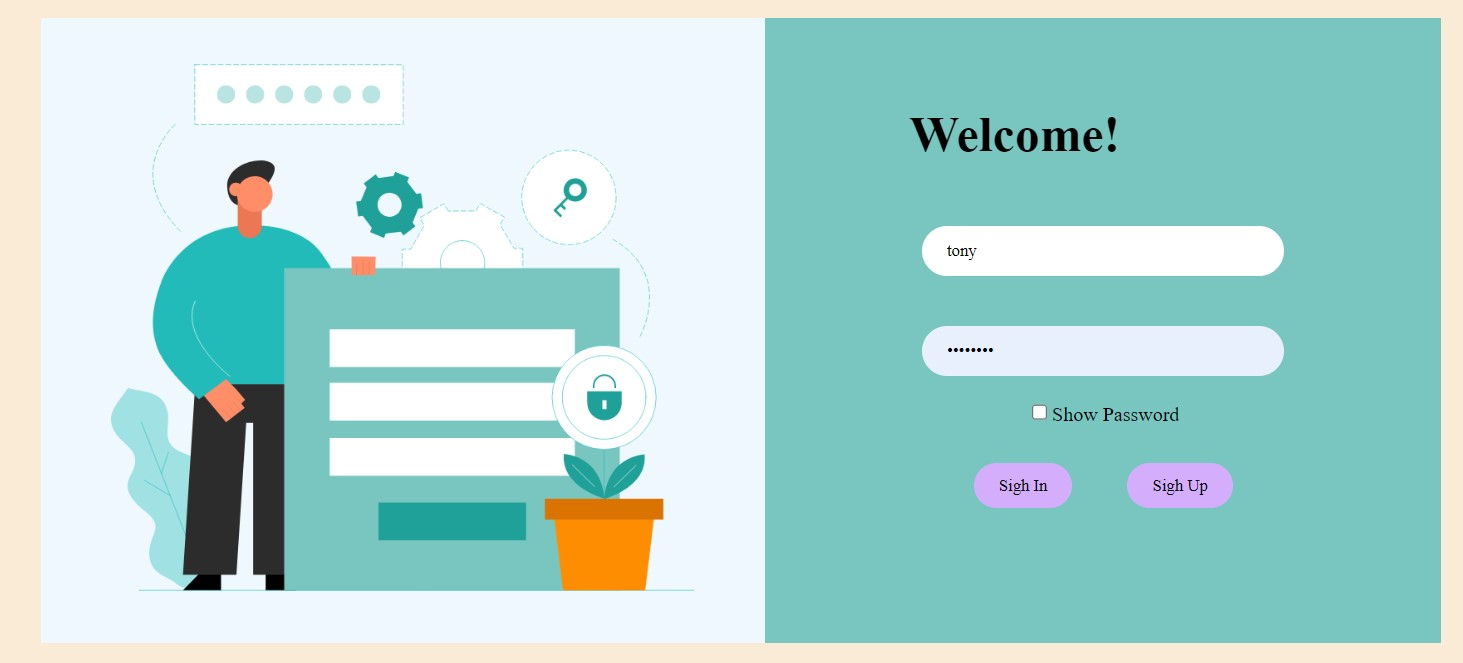 Welcome!
tony
••••••••
Show Password
Sigh In
Sigh Up